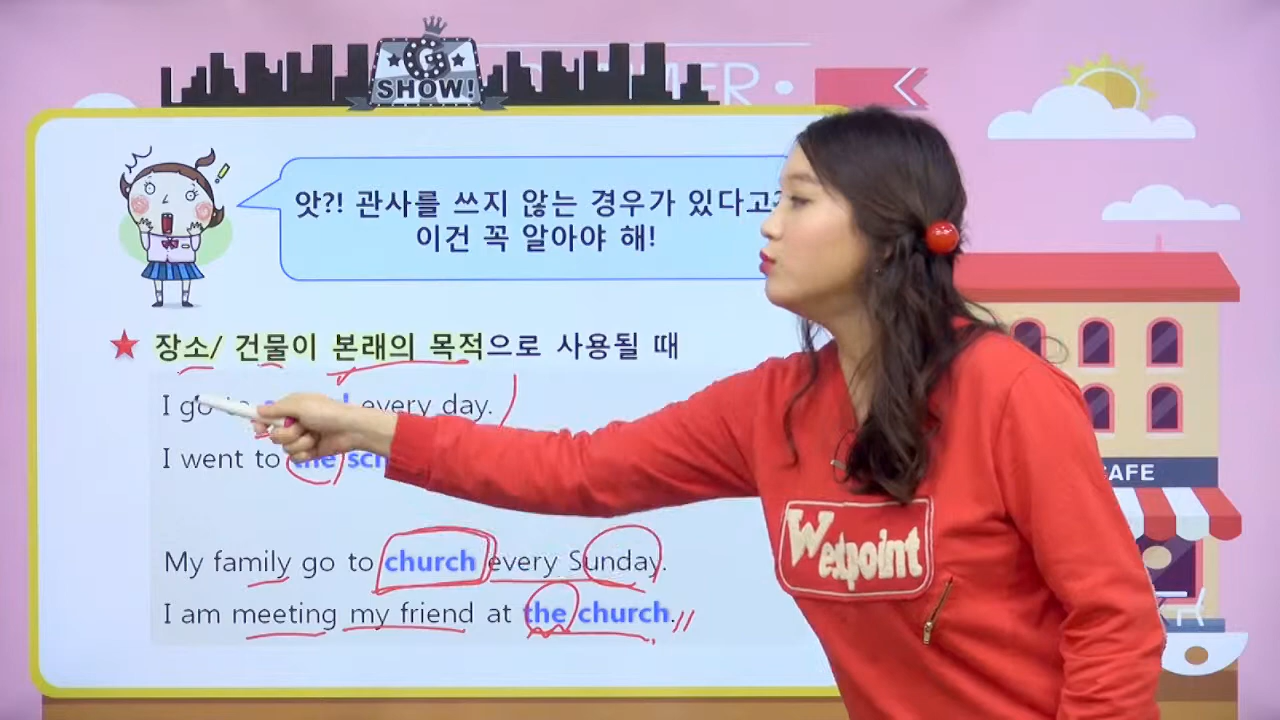 G
SHOW!
앗?! 관사를 쓰지 않는 경우가 있다고?
이건 꼭 알아야 해!
★ 장소/ 건물이 본래의 목적으로 사용될 때
I go every day.
I went to the
My family go to church every Sunday.
I am meeting my friend at the church.
CAFE
Westpoint